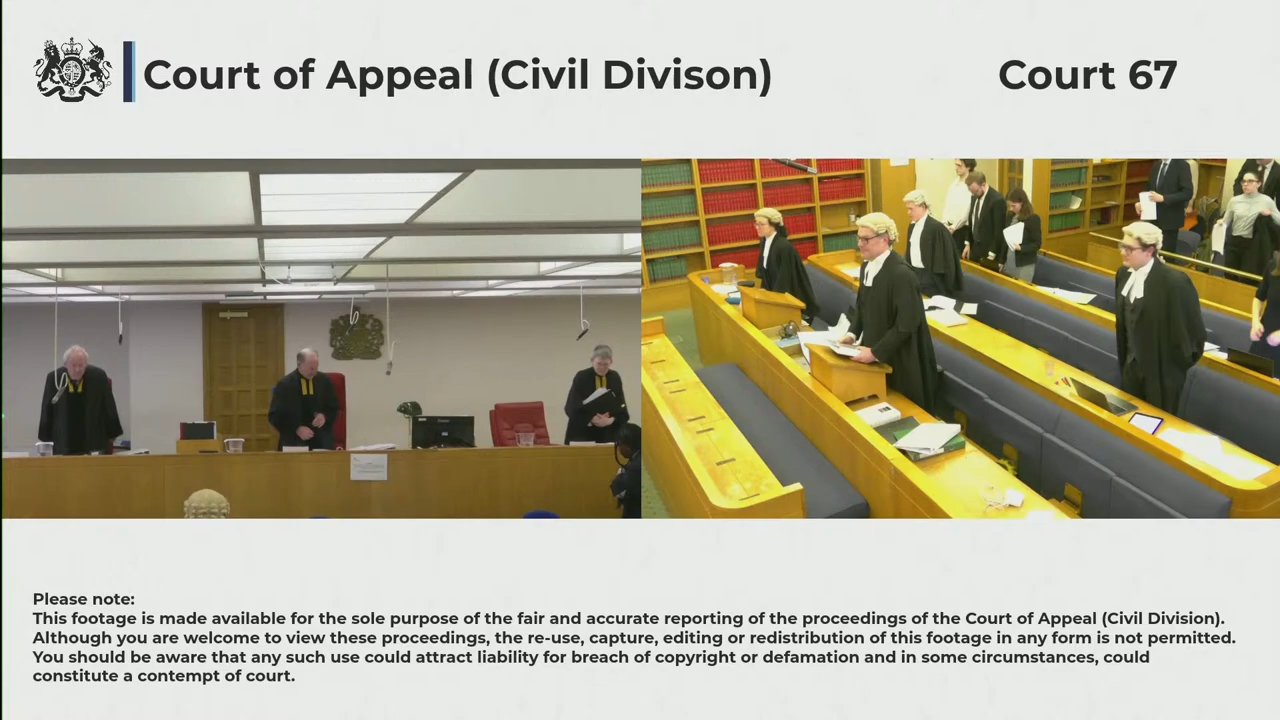 Court of Appeal (Civil Divison)
Court 67
Please note:
This footage is made available for the sole purpose of the fair and accurate reporting of the proceedings of the Court of Appeal (Civil Division).
Although you are welcome to view these proceedings, the re-use, capture, editing or redistribution of this footage in any form is not permitted.
You should be aware that any such use could attract liability for breach of copyright or defamation and in some circumstances, could
constitute a contempt of court.